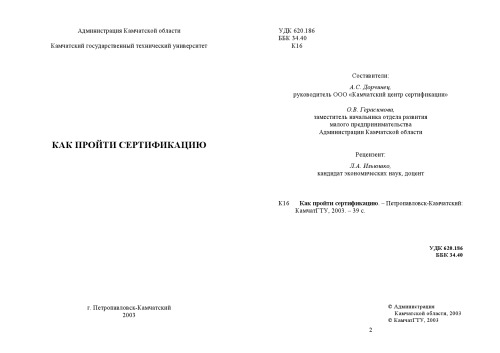 Администрация Камчатской области
Камчатский государственный технический университет
КАК ПРОЙТИ СЕРТИФИКАЦИЮ
г. Петропавловск-Камчатский
2003
УДК 620.186
ББК 34.40
К16
Составители:
А.С.
руководитель ООО «Камчатский центр сертификации»
О.В. Герасимова,
заместитель начальника отдела развития
малого предпринимательства
Администрации Камчатской области
Рецензент:
Л.А.
кандидат экономических наук, доцент
К16 Как пройти сертификацию. – Петропавловск-Камчатский:
КамчатГТУ, 2003. – 39 с.
УДК 620.186
ББК 34.40
© Администрация
Камчатской области, 2003
© КамчатГТУ, 2003
2